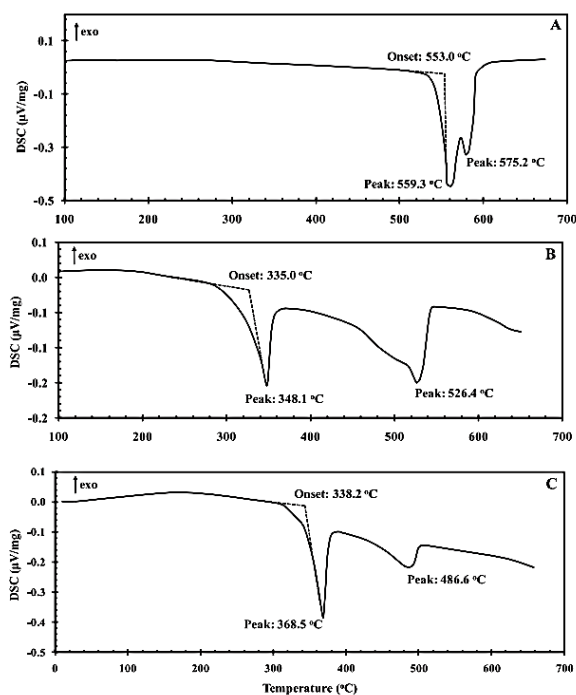 ↑ exo
A
0.1
Onset: 553.0 °C
-0.1
DSC (µV/mg)
-0.3
Peak: 575.2 °C
Peak: 559.3 °C
-0.5
100 200 300 400 500 600 700
0.1
↑ exo
B
0.0
Onset: 335.0 °C
-0.1
DSC (µV/mg)
-0.2
Peak: 348.1 °C
Peak: 526.4 °C
-0.2
100 200 300 400 500 600 700
0.1
↑ exo
C
0.0
Onset: 338.2 °C
-0.1
DSC (µV/mg)
-0.2
Peak: 486.6 °C
-0.3
-0.4
Peak: 368.5 °C
-0.5
0 100 200 300 400 500 600 700
Temperature (°C)